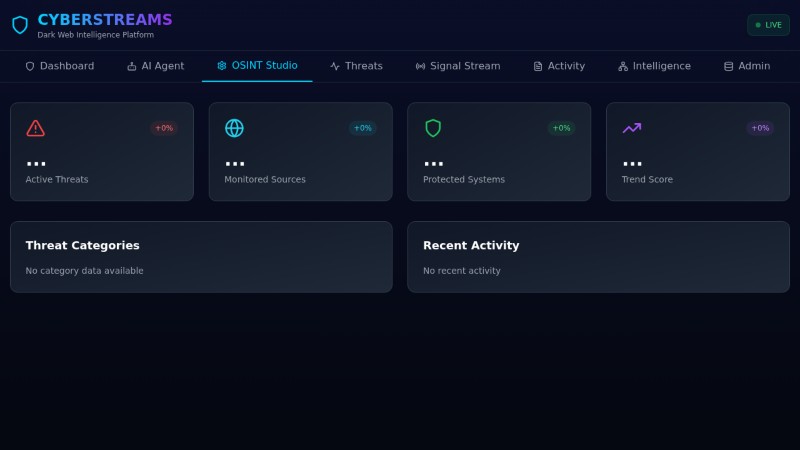 CYBERSTREAMS
Dark Web Intelligence Platform
LIVE
Dashboard
AI Agent
OSINT Studio
Threats
Signal Stream
Activity
Intelligence
Admin
+0%
...
Active Threats
+0%
...
Monitored Sources
+0%
...
Protected Systems
+0%
...
Trend Score
Threat Categories
No category data available
Recent Activity
No recent activity